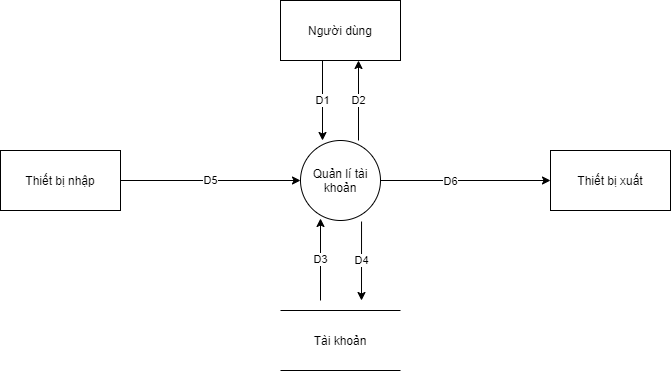 Người dùng
D1
D2
Thiết bị nhập
D5
Quản lí tài
khoản
D6
Thiết bị xuất
D3
D4
Tài khoản